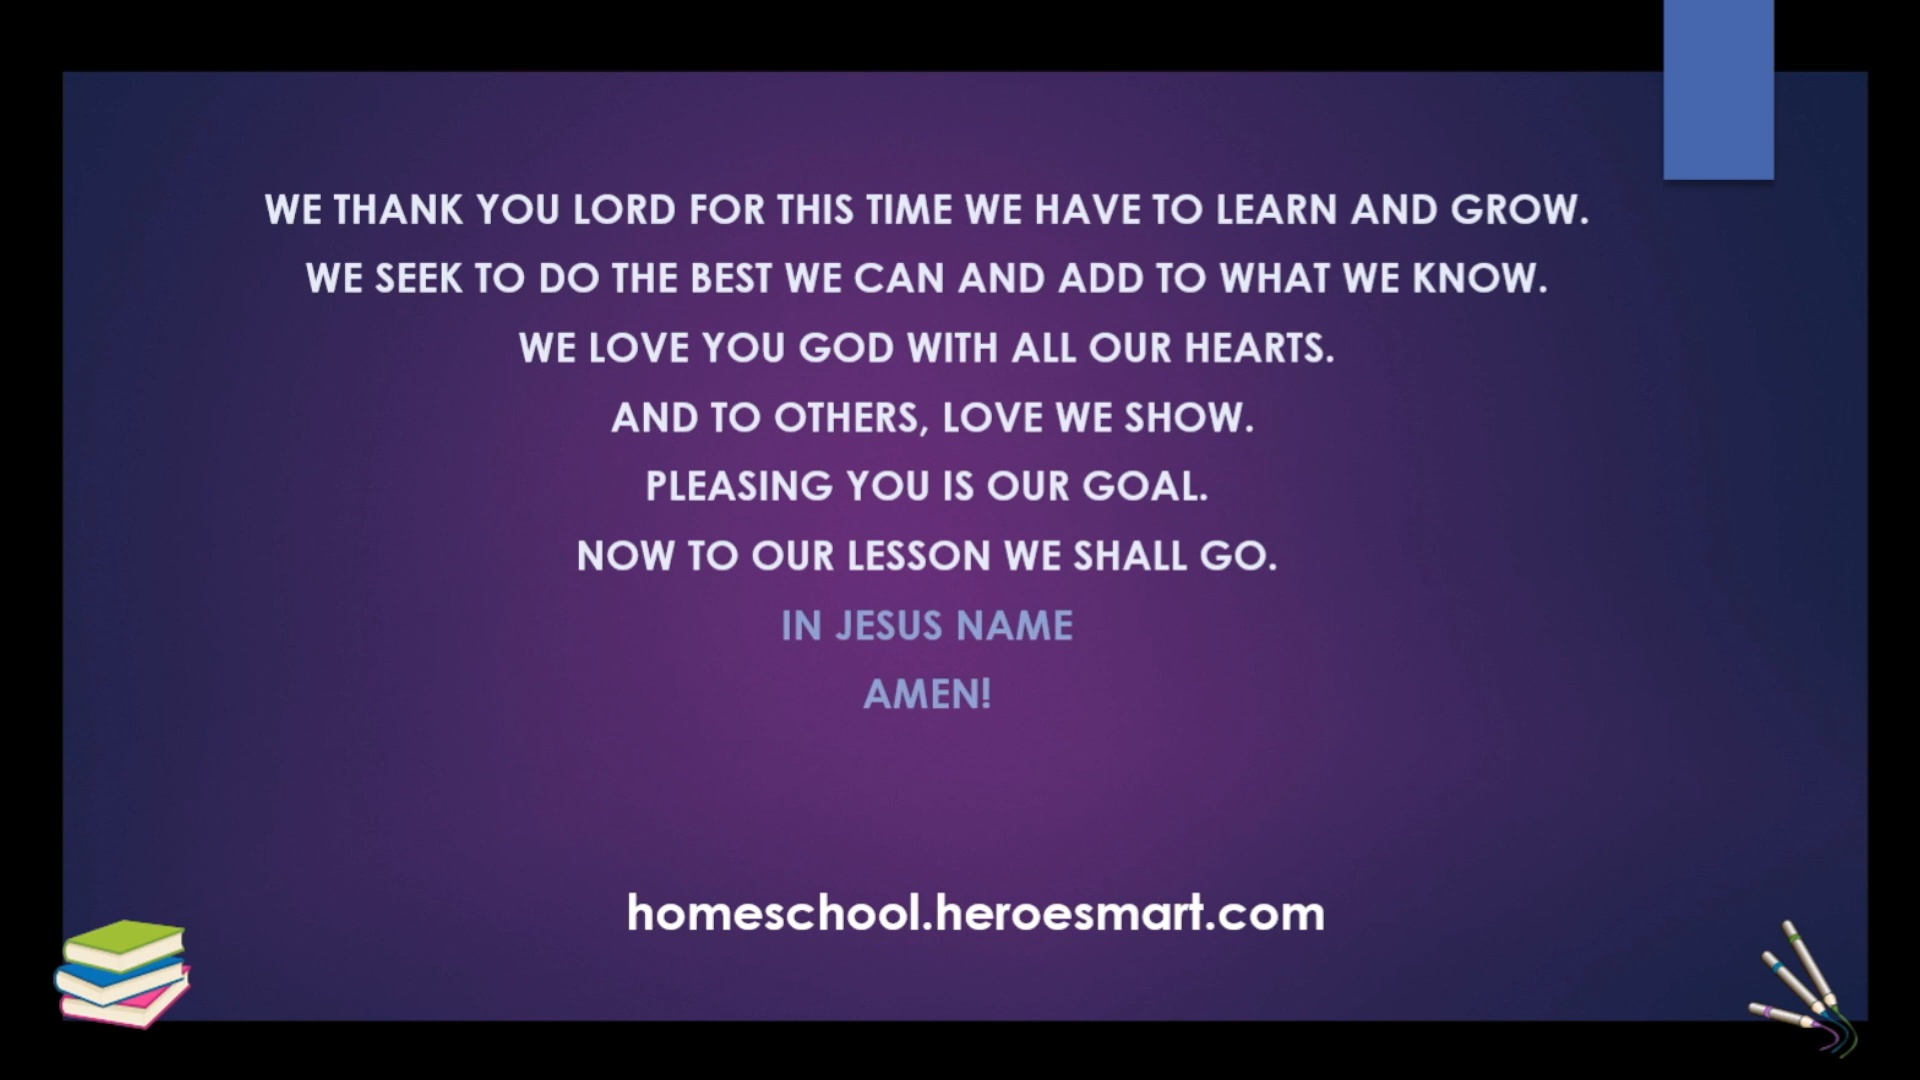 WE THANK YOU LORD FOR THIS TIME WE HAVE TO LEARN AND GROW.
WE SEEK TO DO THE BEST WE CAN AND ADD TO WHAT WE KNOW.
WE LOVE YOU GOD WITH ALL OUR HEARTS.
AND TO OTHERS, LOVE WE SHOW.
PLEASING YOU IS OUR GOAL.
NOW TO OUR LESSON WE SHALL GO.
IN JESUS NAME
AMEN!
homeschool.heroesmart.com